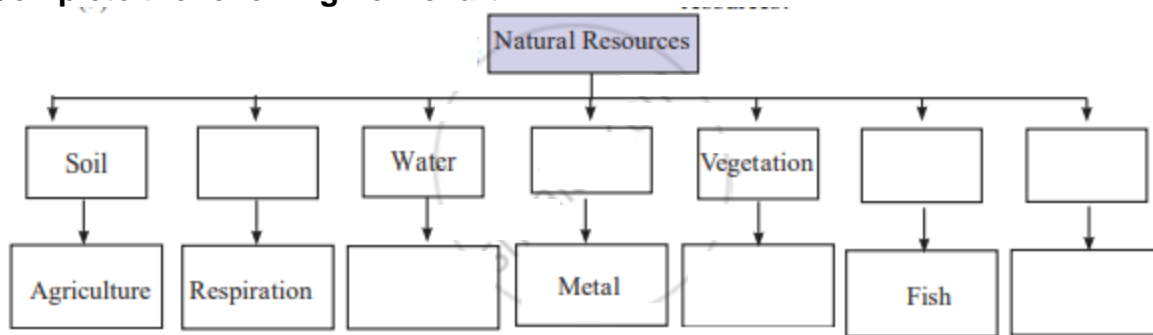 Natural Resources
Soil
Water
Vegetation
Agriculture
Respiration
Metal
Fish